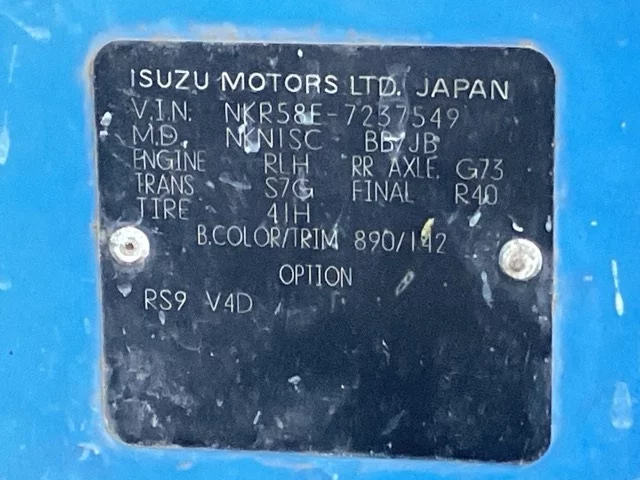 ISUZU MOTORS LTD. JAPAN
V.I.N. NKR58E-7237549
M.D. NKN1SC BB/JB
ENGINE RLH RR AXLE. G73
TRANS S7G FINAL R40
TIRE 41H
B.COLOR/TRIM 890/142
OPTION
RS9 V4D